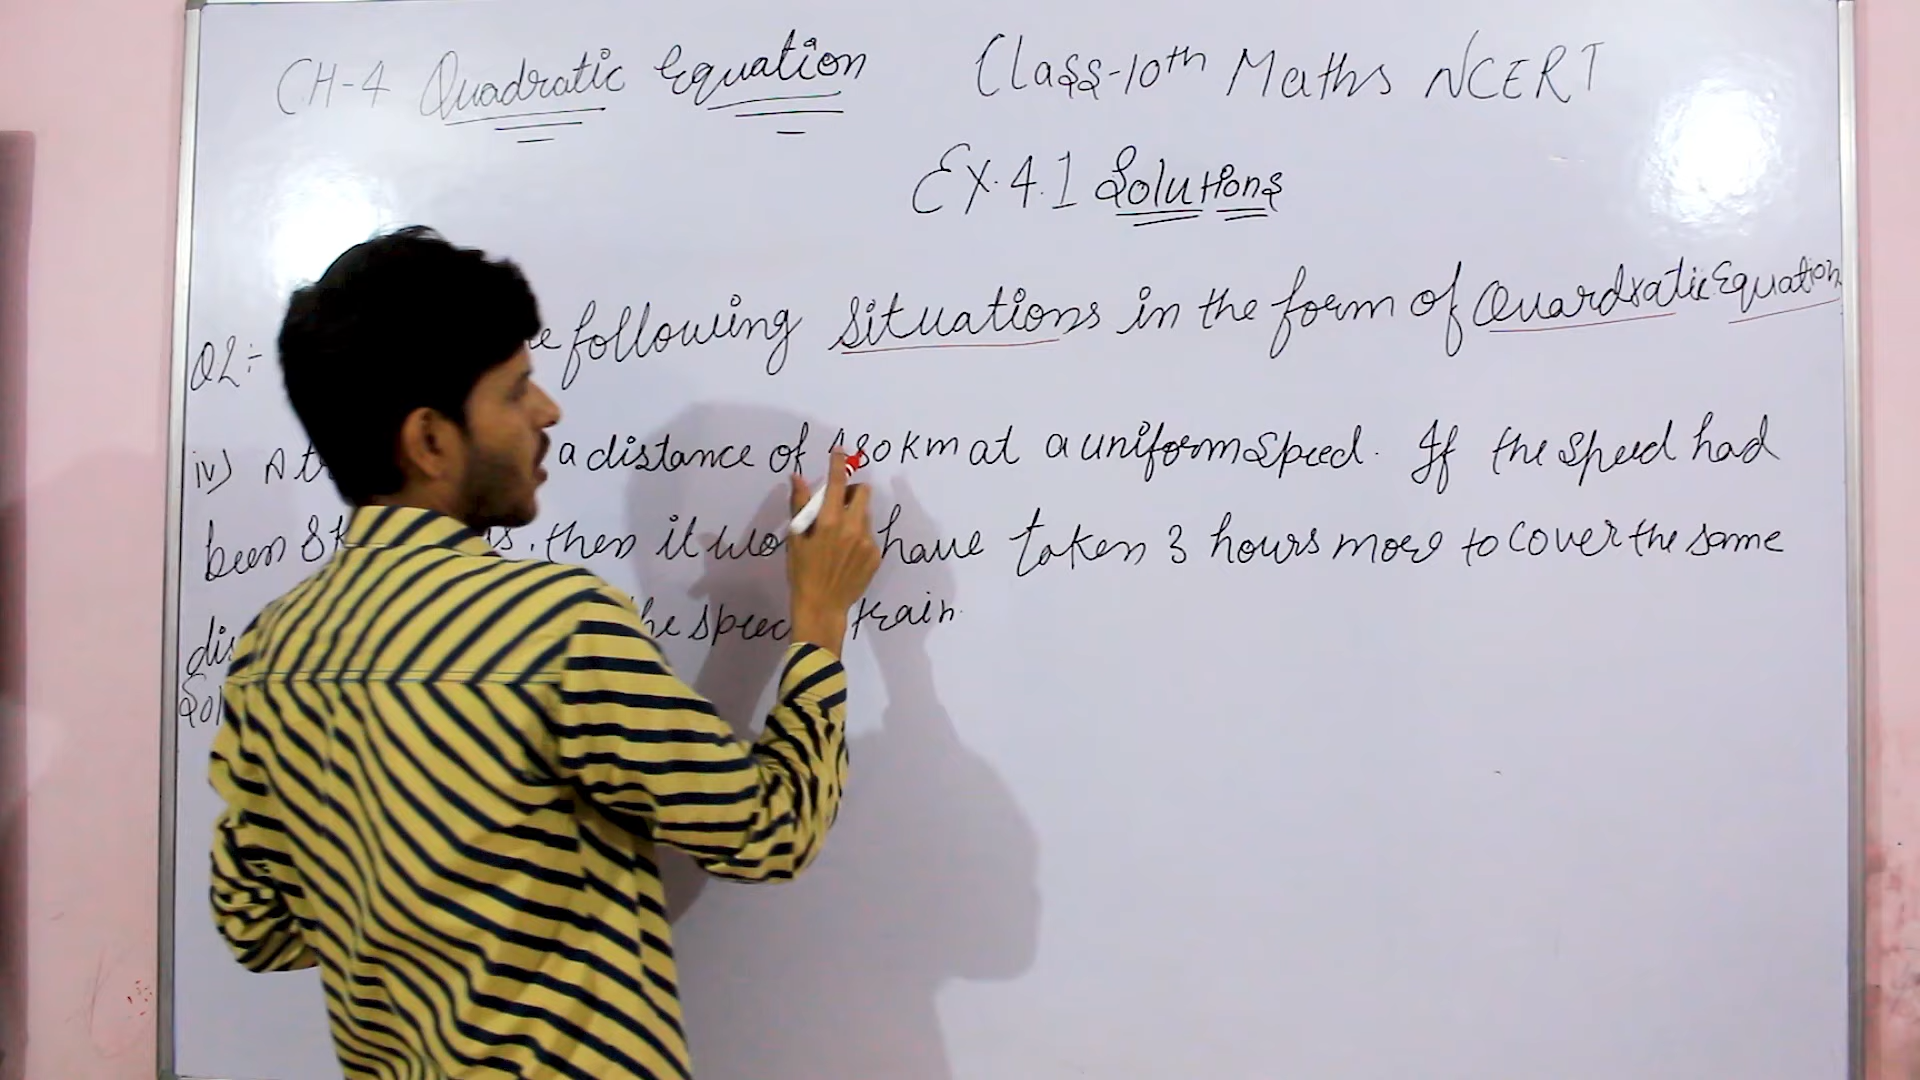 CH-4 Quadratic Equation Class-10th Maths NCERT
EX.4.1 Solutions
Q2:- following situations in the form of Quardratic Equation
iv) A a distance of 480 km at a uniform speed. If the speed had
been 8 then it have taken 3 hours more to cover the same
train.